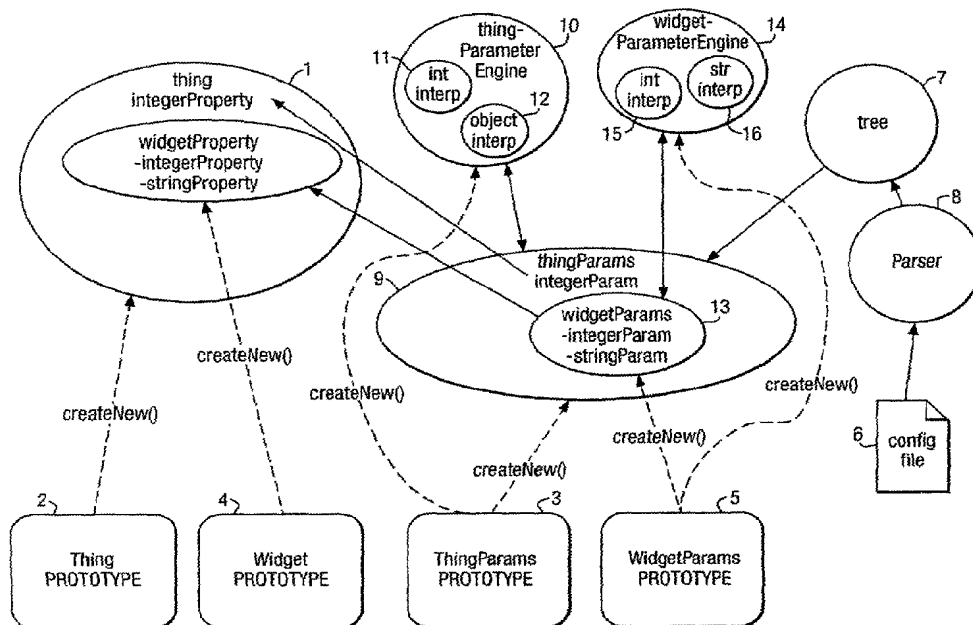 1
thing
integerProperty
widgetProperty
-integerProperty
-stringProperty
10
thing-
Parameter
Engine
11
int
interp
12
object
interp
14
widget-
ParameterEngine
int
interp
15
str
interp
16
7
tree
8
Parser
6
config
file
9
thingParams
integerParam
13
widgetParams
-integerParam
-stringParam
createNew()
createNew()
createNew()
createNew()
createNew()
createNew()
2
Thing
PROTOTYPE
4
Widget
PROTOTYPE
3
ThingParams
PROTOTYPE
5
WidgetParams
PROTOTYPE